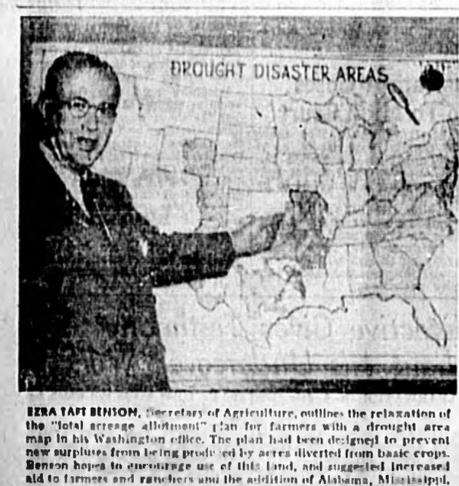 DROUGHT DISASTER AREAS
EZRA TAFT BENSON, Secretary of Agriculture, outlines the relaxation of
the "total acreage allotment" plan for farmers with a drought area
map in his Washington office. The plan had been designed to prevent
new surpluses from being produced by acres diverted from basic crops.
Benson hopes to encourage use of this land, and suggested increased
aid to farmers and ranchers and the addition of Alabama, Mississippi,